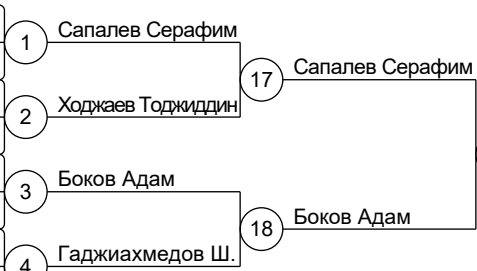 1 Сапалев Серафим
17 Сапалев Серафим
2 Ходжаев Тоджиддин
3 Боков Адам
18 Боков Адам
4 Гаджиахмедов Ш.